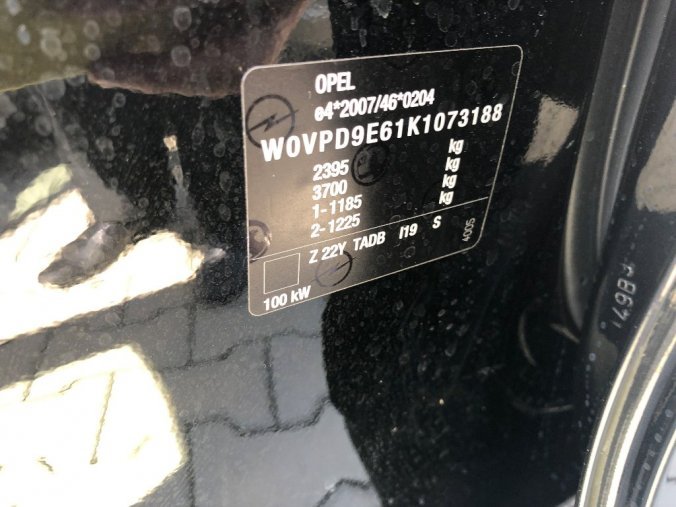 OPEL
e4*2007/46*0204
W0VPD9E61K1073188
2395 kg
3700 kg
1-1185 kg
2-1225
Z 22Y TADB I19 S
4005
100 kW